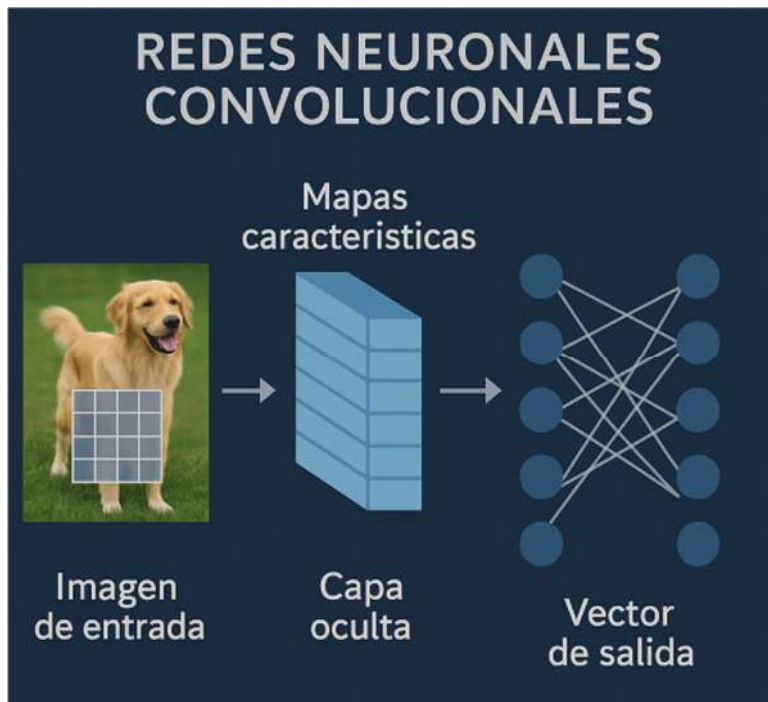 REDES NEURONALES
CONVOLUCIONALES
Mapas
caracteristicas
Imagen
de entrada
Capa
oculta
Vector
de salida